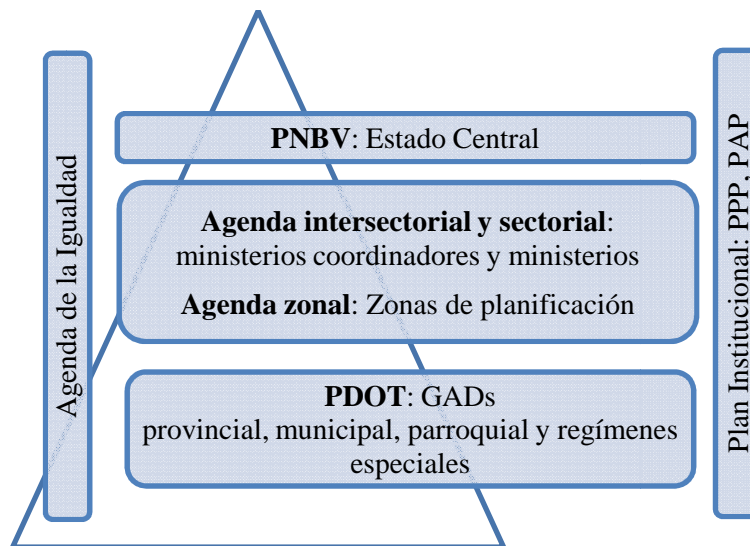 Agenda de la Igualdad
PNBV: Estado Central
Agenda intersectorial y sectorial:
ministerios coordinadores y ministerios
Agenda zonal: Zonas de planificación
PDOT: GADs
provincial, municipal, parroquial y regímenes
especiales
Plan Institucional: PPP, PAP